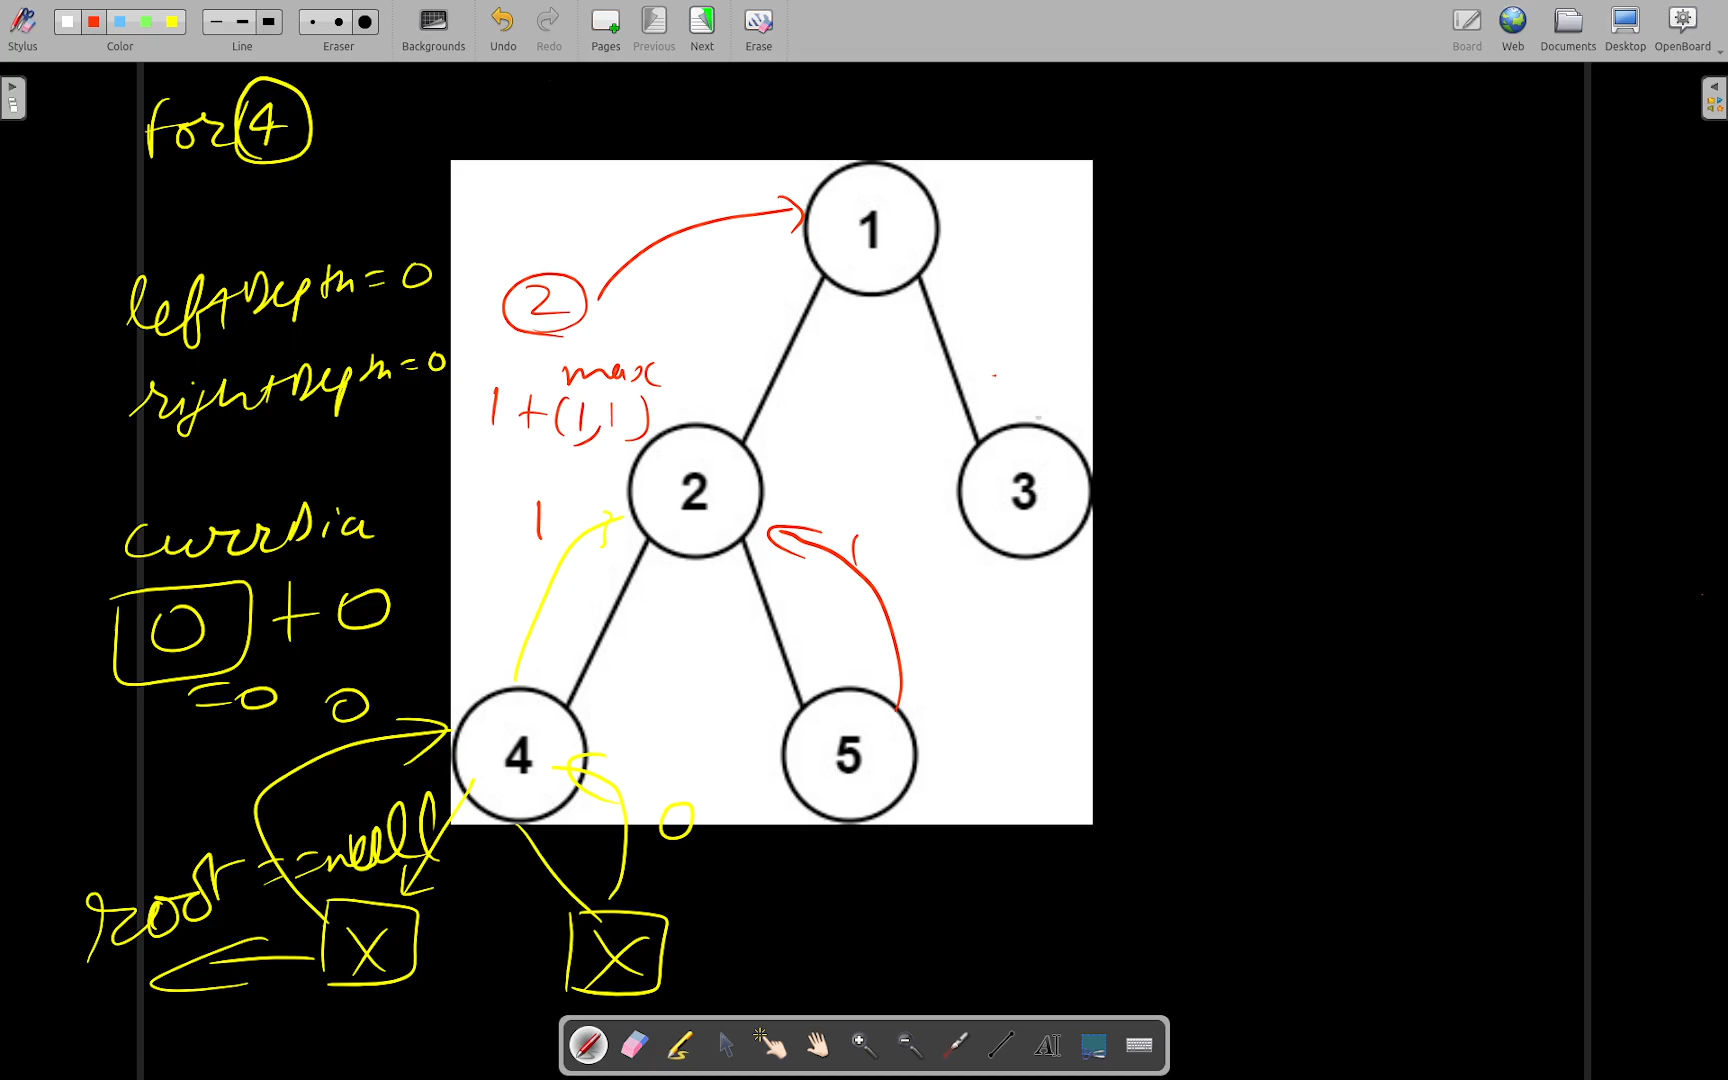 Stylus
Color
Line
Eraser
Backgrounds
Undo
Redo
Pages
Previous
Next
Erase
Board
Web
Documents
Desktop
OpenBoard
for 4
1
leftDepth = 0
2
rightDepth = 0
max
1 + (1, 1)
2
3
1
1
currDia
0 + 0
= 0
0
4
5
0
root == null
X
X
AI